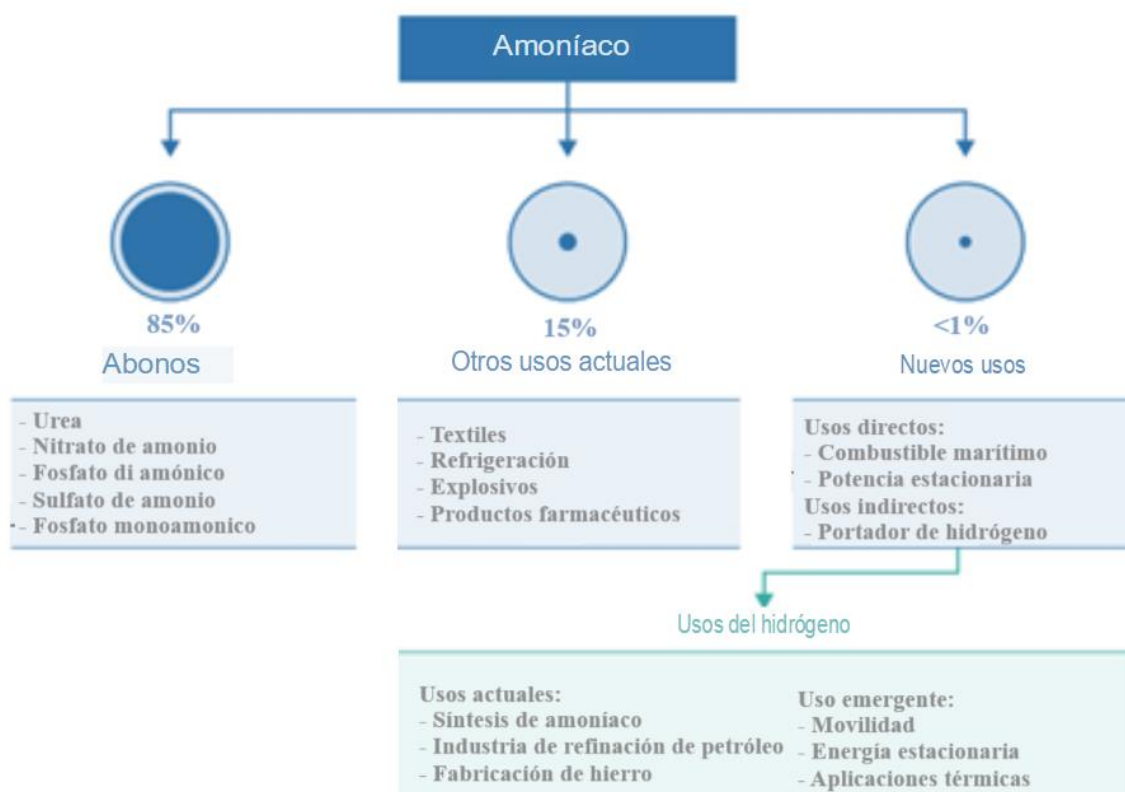 Amoníaco
85%
Abonos
- Urea
- Nitrato de amonio
- Fosfato di amónico
- Sulfato de amonio
- Fosfato monoamonico
15%
Otros usos actuales
- Textiles
- Refrigeración
- Explosivos
- Productos farmacéuticos
<1%
Nuevos usos
Usos directos:
- Combustible marítimo
- Potencia estacionaria
Usos indirectos:
- Portador de hidrógeno
Usos del hidrógeno
Usos actuales:
- Síntesis de amoníaco
- Industria de refinación de petróleo
- Fabricación de hierro
Uso emergente:
- Movilidad
- Energía estacionaria
- Aplicaciones térmicas